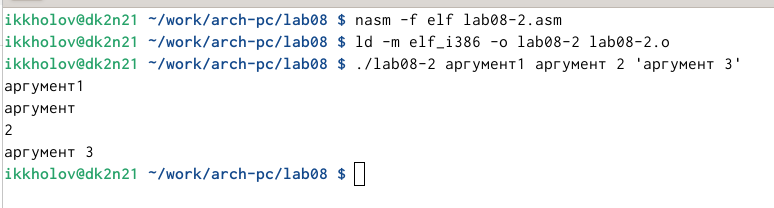 ikkholov@dk2n21 ~/work/arch-pc/lab08 $ nasm -f elf lab08-2.asm
ikkholov@dk2n21 ~/work/arch-pc/lab08 $ ld -m elf_i386 -o lab08-2 lab08-2.o
ikkholov@dk2n21 ~/work/arch-pc/lab08 $ ./lab08-2 аргумент1 аргумент 2 'аргумент 3'
аргумент1
аргумент
2
аргумент 3
ikkholov@dk2n21 ~/work/arch-pc/lab08 $